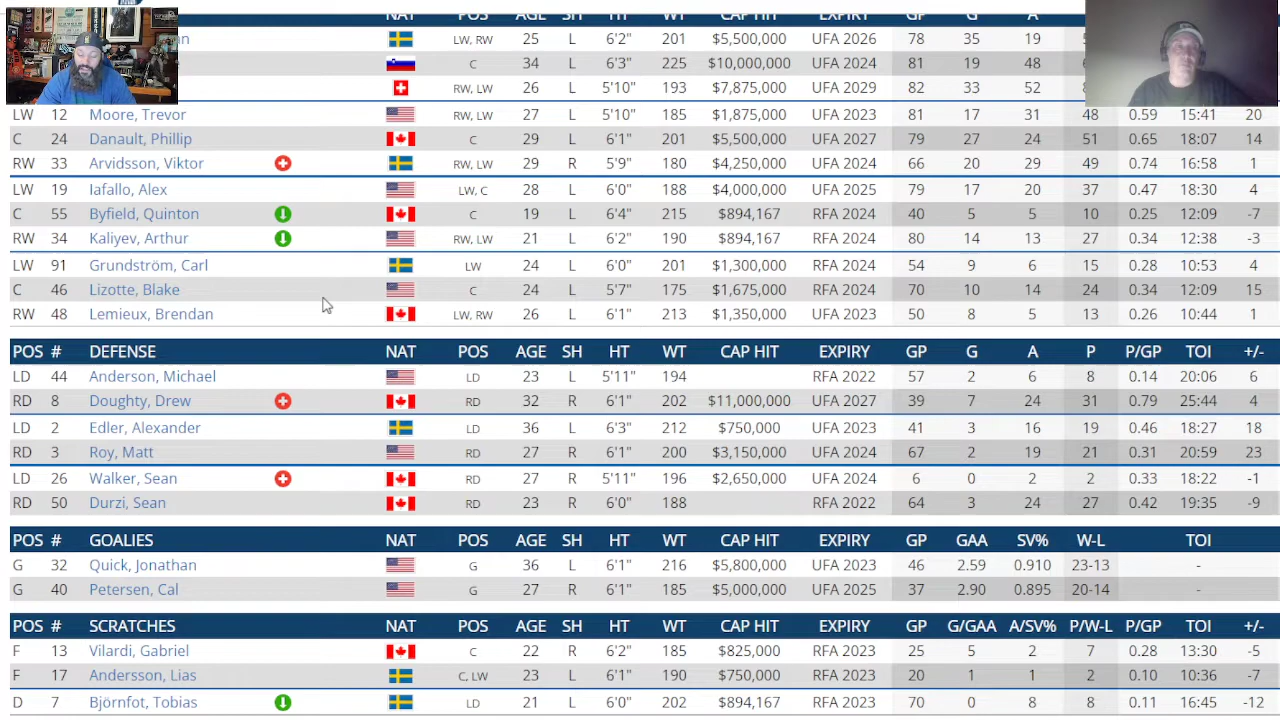 NAT POS AGE SH HT WT CAP HIT EXPIRY GP G A
LW, RW 25 L 6'2" 201 $5,500,000 UFA 2026 78 35 19
C 34 L 6'3" 225 $10,000,000 UFA 2024 81 19 48
RW, LW 26 L 5'10" 193 $7,875,000 UFA 2029 82 33 52
LW 12 Moore, Trevor RW, LW 27 L 5'10" 185 $1,875,000 UFA 2023 81 17 31 48 0.59 15:41 20
C 24 Danault, Phillip C 29 L 6'1" 201 $5,500,000 UFA 2027 79 27 24 51 0.65 18:07 14
RW 33 Arvidsson, Viktor RW, LW 29 R 5'9" $4,250,000 UFA 2024 66 20 29 49 0.74 16:58 1
LW 19 Iafallo, Alex LW, C 28 L 6'0" $4,000,000 UFA 2025 79 17 20 0.47 18:30 4
C 55 Byfield, Quinton C 19 L 6'4" 215 $894,167 RFA 2024 40 5 5 0.25 12:09 -7
RW 34 Kaliyev, Arthur RW, LW 21 L 6'2" 190 $894,167 RFA 2024 80 14 13 27 0.34 12:38 -3
LW 91 Grundström, Carl LW 24 L 6'0" 201 $1,300,000 RFA 2024 54 9 6 0.28 10:53 4
C 46 Lizotte, Blake C 24 L 5'7" $1,675,000 RFA 2024 70 10 14 0.34 12:09 5
RW 48 Lemieux, Brendan LW, RW 26 L 6'1" 213 $1,350,000 UFA 2023 50 8 5 13 0.26 10:44 1
POS # DEFENSE NAT POS AGE SH HT WT CAP HIT EXPIRY GP G A P P/GP TOI +/-
LD 44 Anderson, Michael LD 23 L 5'11" 194 2022 57 2 6 8 0.14 20:06 6
RD 8 Doughty, Drew RD 32 R 6'1" 202 $11,000,000 UFA 2027 39 7 24 31 0.79 25:44 4
LD 2 Edler, Alexander LD 36 L 6'3" 212 $750,000 UFA 2023 41 3 16 19 0.46 18:27 18
RD 3 Roy, Matt RD 27 R 6'1" 200 $3,150,000 UFA 2024 67 2 19 21 0.31 20:59 23
LD 26 Walker, Sean RD 27 R 5'11" 196 $2,650,000 UFA 2024 6 0 2 2 0.33 18:22 -1
RD 50 Durzi, Sean RD 23 R 6'0" 188 2022 64 3 24 27 0.42 19:35 -9
POS # GOALIES NAT POS AGE SH HT WT CAP HIT EXPIRY GP GAA SV% W-L TOI
G 32 Quick, Jonathan G 36 L 6'1" $5,800,000 UFA 2023 46 2.59 0.910 23-13 -
G 40 Petersen, Cal G 27 R 6'1" 185 $5,000,000 UFA 2025 37 2.90 0.895 20-14 -
POS # SCRATCHES NAT POS AGE SH HT WT CAP HIT EXPIRY GP G/GAA A/SV% P/W-L P/GP TOI +/-
F 13 Vilardi, Gabriel C 22 R 6'2" 185 $825,000 RFA 2023 25 5 2 7 0.28 13:30 -5
F 17 Andersson, Lias C, LW 23 L 6'1" 190 $750,000 RFA 2023 20 1 1 2 0.10 10:36 -7
D 7 Björnfot, Tobias LD 21 L 6'0" 202 $894,167 RFA 2023 70 0 8 8 0.11 16:45 -12